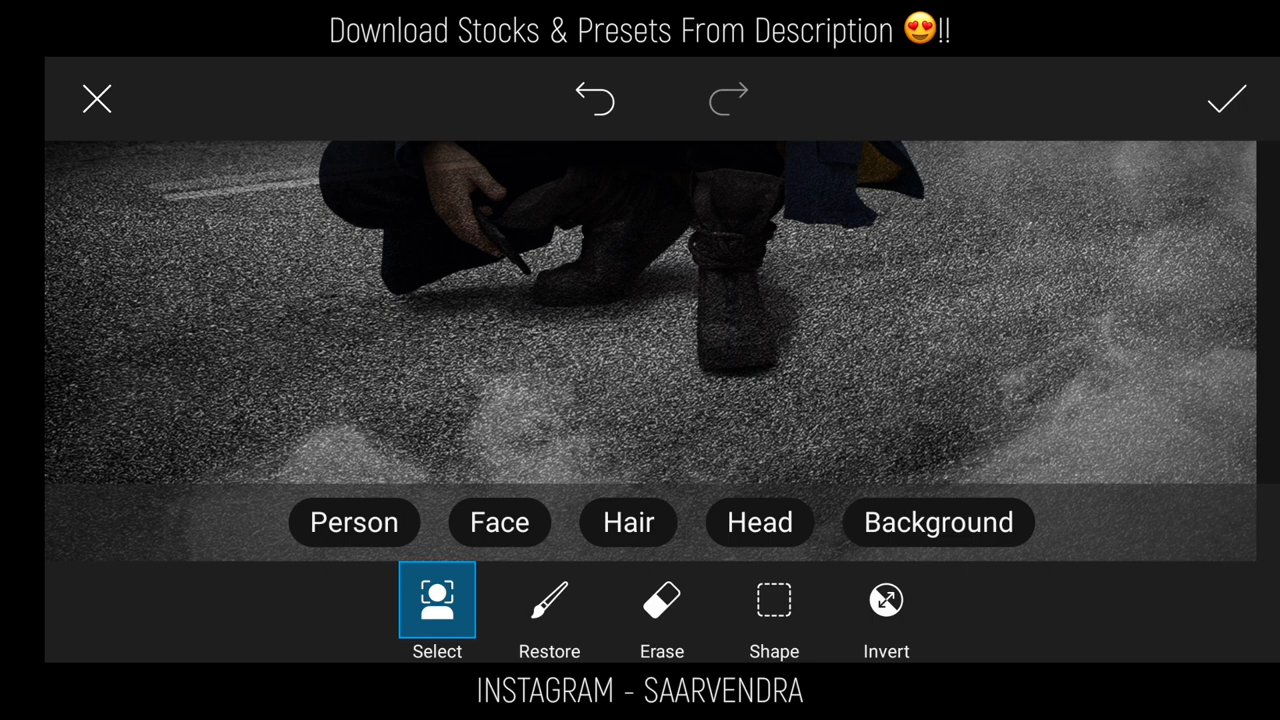 Download Stocks & Presets From Description 😍!!
Person Face Hair Head Background
Select Restore Erase Shape Invert
INSTAGRAM - SAARVENDRA